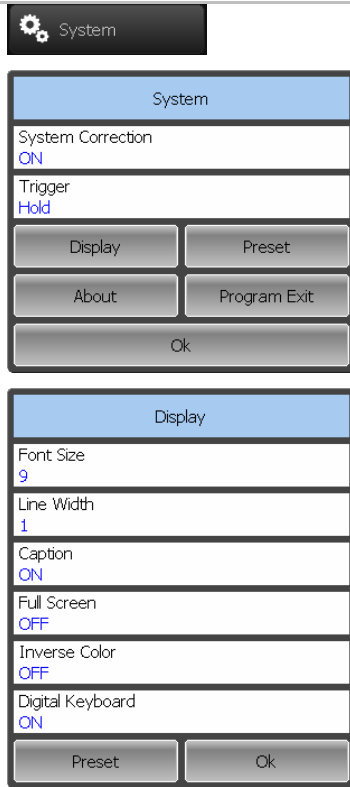 System
System
System Correction
ON
Trigger
Hold
Display Preset
About Program Exit
Ok
Display
Font Size
9
Line Width
1
Caption
ON
Full Screen
OFF
Inverse Color
OFF
Digital Keyboard
ON
Preset Ok